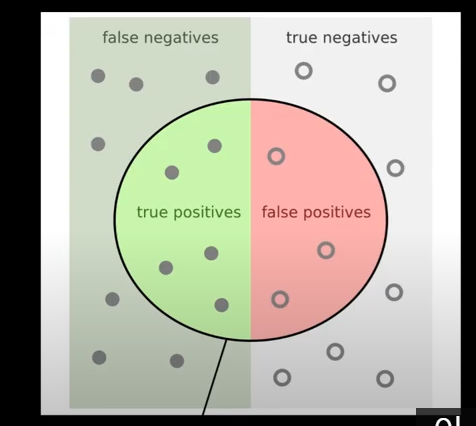 false negatives true negatives
true positives false positives